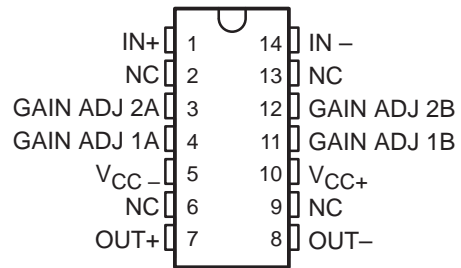 IN+ 1 14 IN –
NC 2 13 NC
GAIN ADJ 2A 3 12 GAIN ADJ 2B
GAIN ADJ 1A 4 11 GAIN ADJ 1B
VCC – 5 10 VCC+
NC 6 9 NC
OUT+ 7 8 OUT–